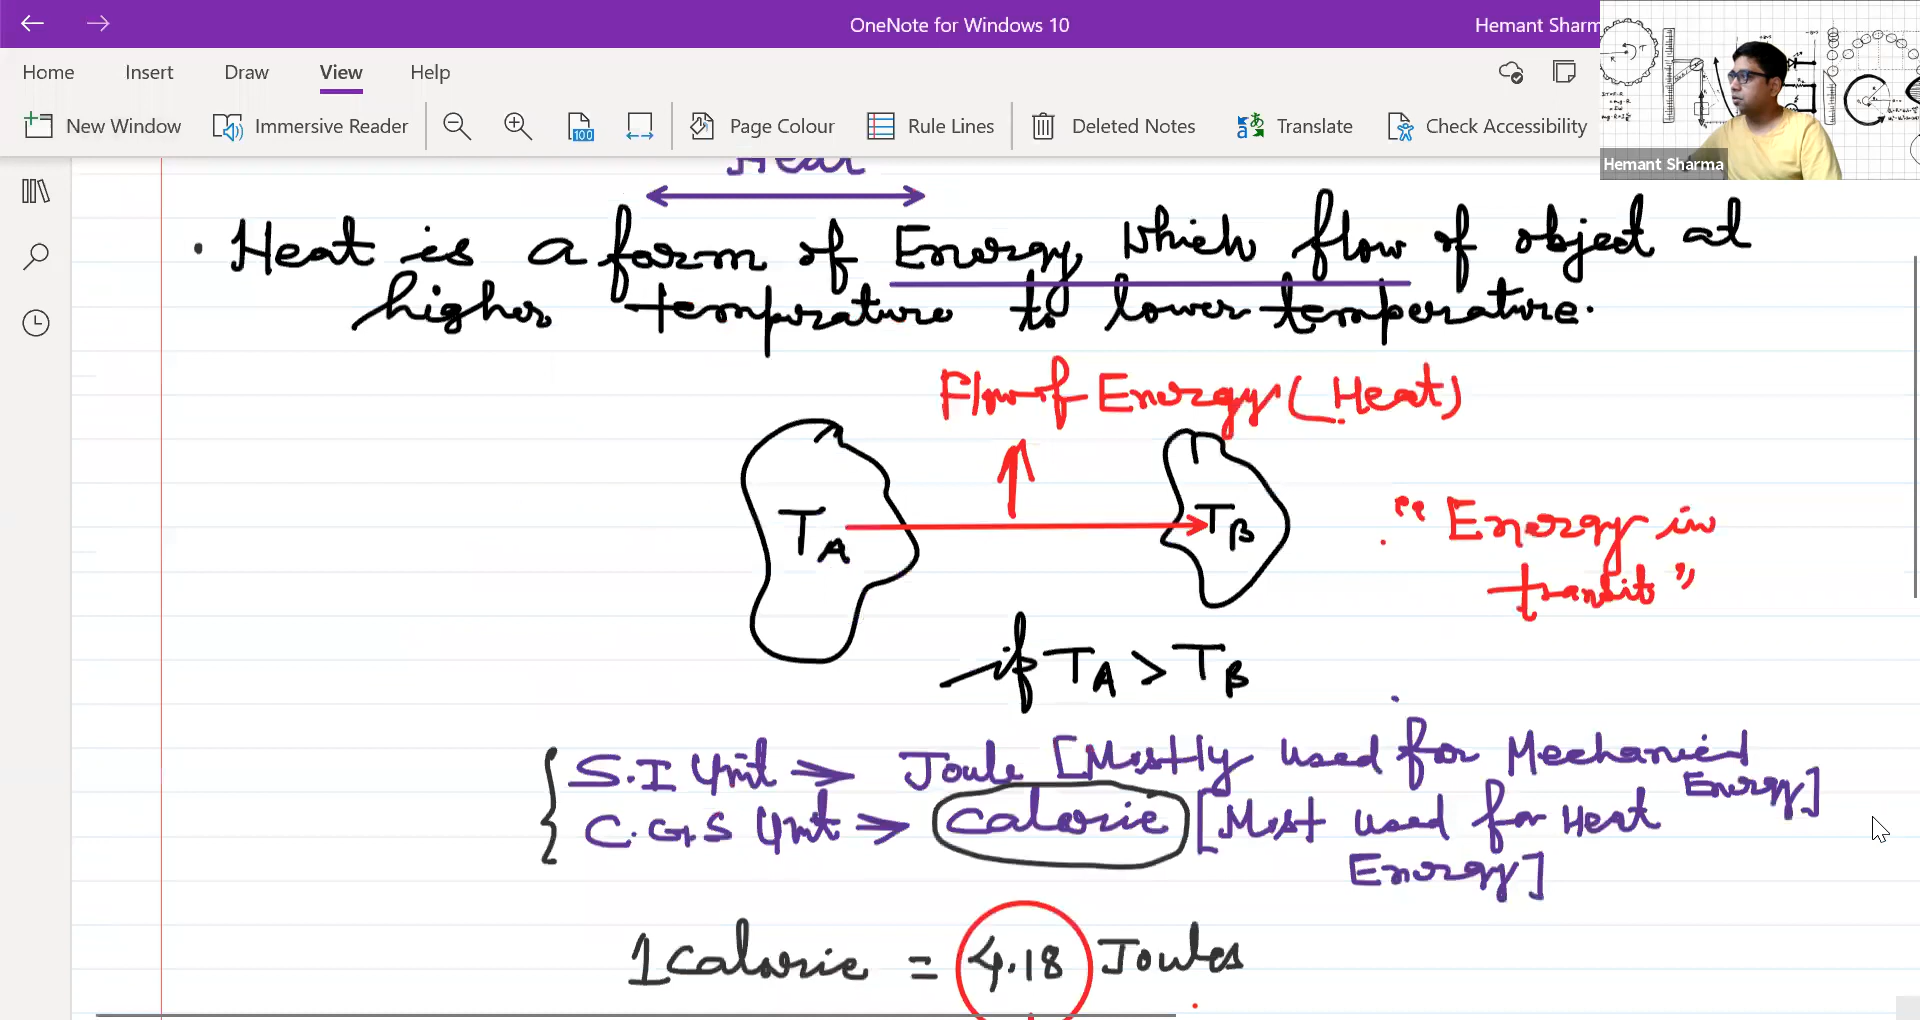 OneNote for Windows 10
Hemant Sharm
Home Insert Draw View Help
New Window Immersive Reader 100 Page Colour Rule Lines Deleted Notes Translate Check Accessibility
Hemant Sharma
Heat
• Heat is a form of Energy which flow of object at
higher temperature to lower temperature.
Flow of Energy (Heat)
TA TB
"Energy in
transit"
if TA > TB
S.I Unit → Joule [Mostly used for Mechanical
Energy]
C.G.S Unit → Calorie [Most used for Heat
Energy]
1 Calorie = 4.18 Joules